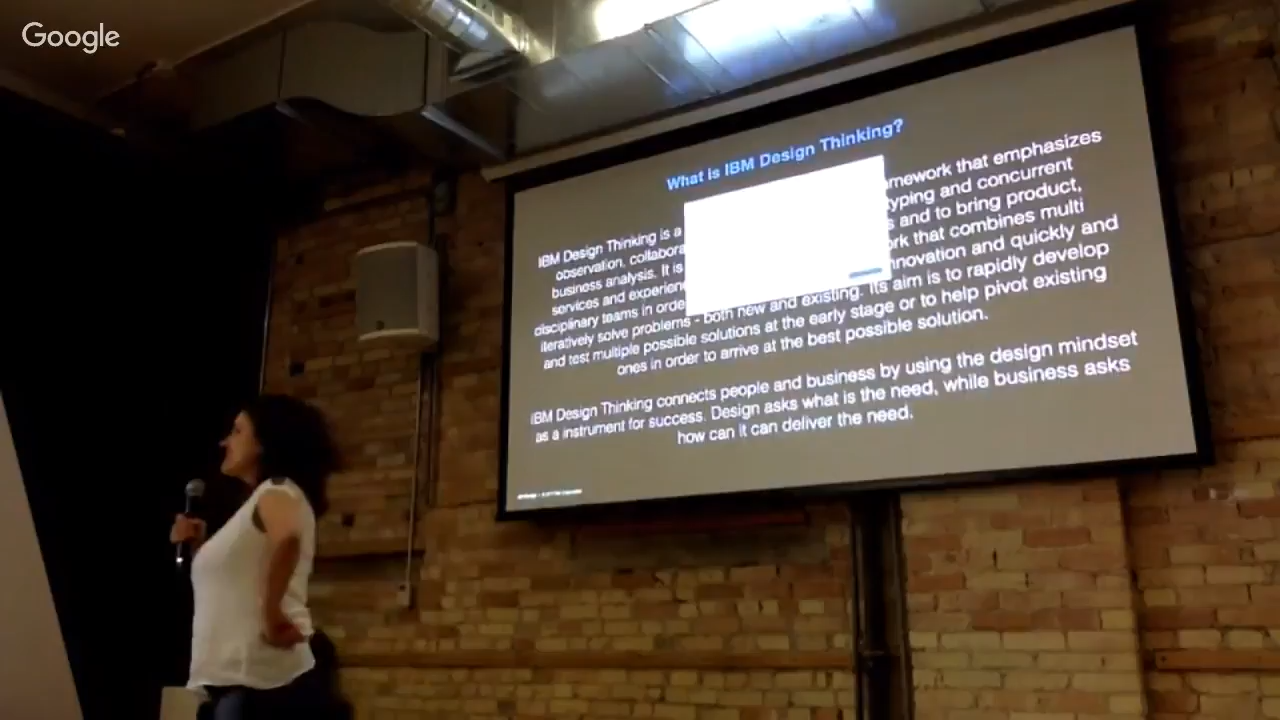 Google
What is IBM Design Thinking?
IBM Design Thinking is a mework that emphasizes
observation, collabora yping and concurrent
business analysis. It is s and to bring product,
services and experien rk that combines multi
disciplinary teams in orde nnovation and quickly and
iteratively solve problems - both new and existing. Its aim is to rapidly develop
and test multiple possible solutions at the early stage or to help pivot existing
ones in order to arrive at the best possible solution.
IBM Design Thinking connects people and business by using the design mindset
as a instrument for success. Design asks what is the need, while business asks
how can it can deliver the need.